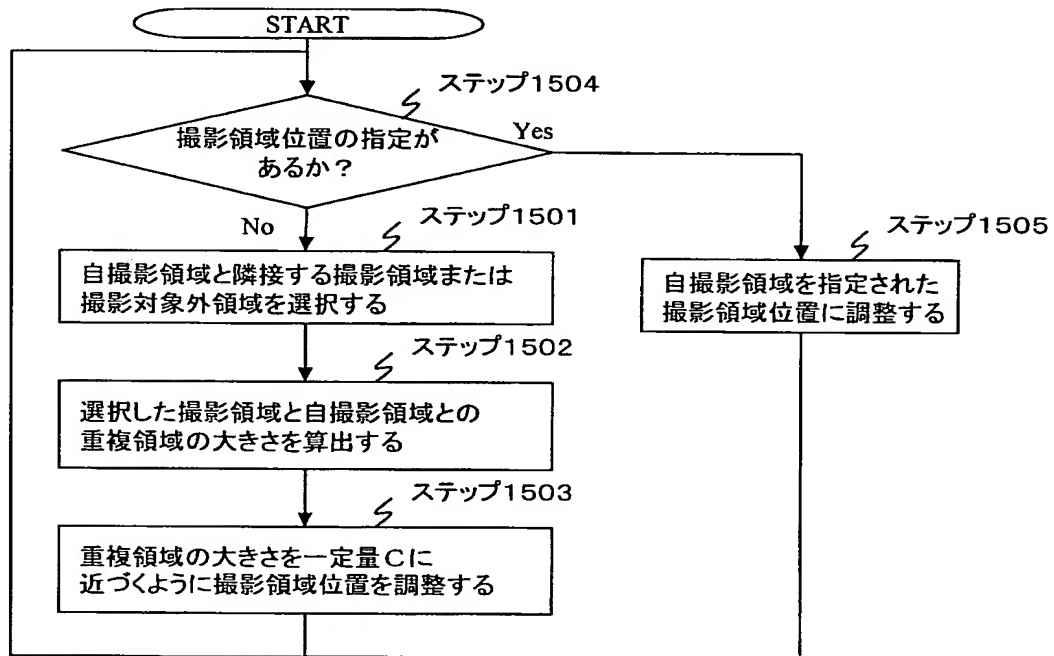 START
ステップ1504
撮影領域位置の指定が
あるか?
Yes
No
ステップ1501
自撮影領域と隣接する撮影領域または
撮影対象外領域を選択する
ステップ1505
自撮影領域を指定された
撮影領域位置に調整する
ステップ1502
選択した撮影領域と自撮影領域との
重複領域の大きさを算出する
ステップ1503
重複領域の大きさを一定量Cに
近づくように撮影領域位置を調整する